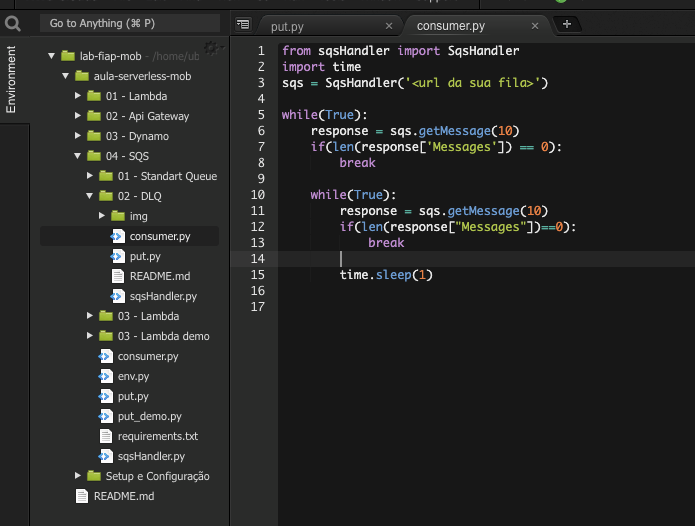 Go to Anything (⌘ P)
put.py
consumer.py
Environment
lab-fiap-mob - /home/ub
aula-serverless-mob
01 - Lambda
02 - Api Gateway
03 - Dynamo
04 - SQS
01 - Standart Queue
02 - DLQ
img
consumer.py
put.py
README.md
sqsHandler.py
03 - Lambda
03 - Lambda demo
consumer.py
env.py
put.py
put_demo.py
requirements.txt
sqsHandler.py
Setup e Configuração
README.md
1 from sqsHandler import SqsHandler
2 import time
3 sqs = SqsHandler('<url da sua fila>')
4
5 while(True):
6     response = sqs.getMessage(10)
7     if(len(response['Messages']) == 0):
8         break
9
10     while(True):
11         response = sqs.getMessage(10)
12         if(len(response["Messages"])==0):
13             break
14
15         time.sleep(1)
16
17